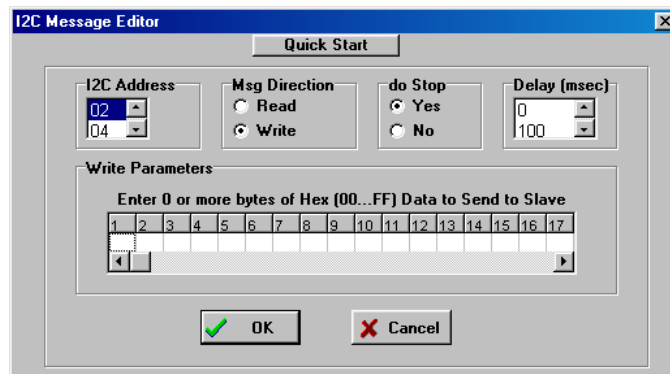 I2C Message Editor
Quick Start
I2C Address Msg Direction do Stop Delay (msec)
02 Read Yes 0
04 Write No 100
Write Parameters
Enter 0 or more bytes of Hex (00...FF) Data to Send to Slave
1 2 3 4 5 6 7 8 9 10 11 12 13 14 15 16 17
OK Cancel